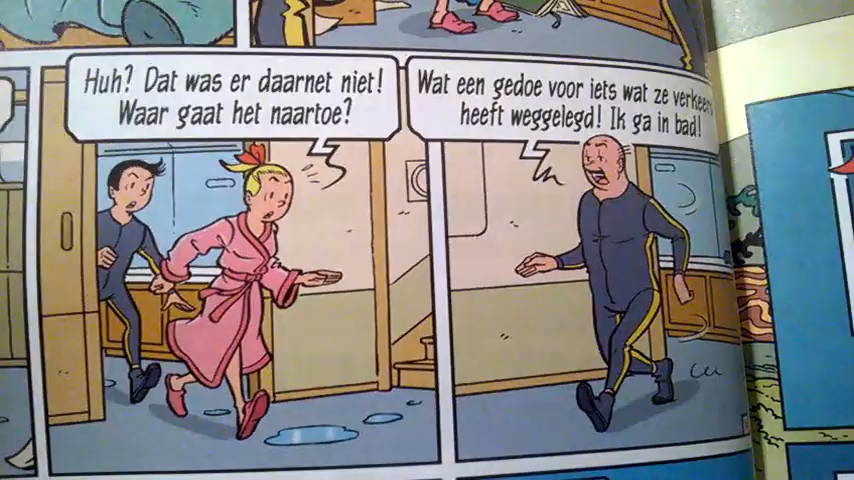 Huh? Dat was er daarnet niet!
Waar gaat het naartoe?
Wat een gedoe voor iets wat ze verkeerd
heeft weggelegd! Ik ga in bad!